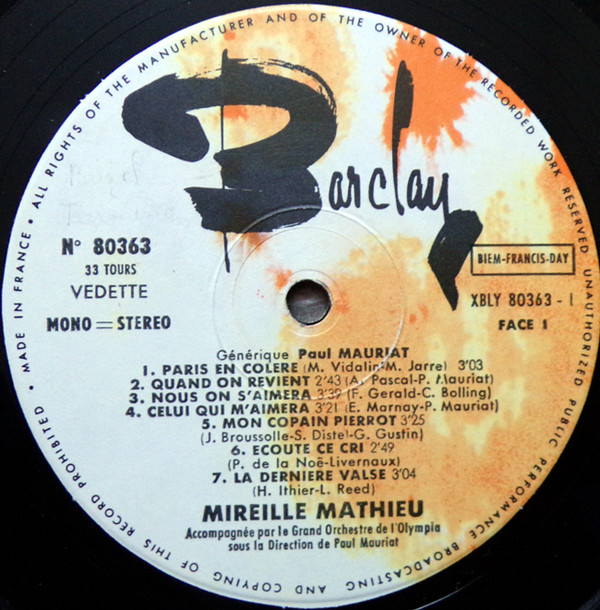 MADE IN FRANCE • ALL RIGHTS OF THE MANUFACTURER AND OF THE OWNER OF THE RECORDED WORK RESERVED UNAUTHORIZED PUBLIC PERFORMANCE BROADCASTING AND COPYING OF THIS RECORD PROHIBITED •
Barclay
N° 80363
33 TOURS
VEDETTE
MONO = STEREO
BIEM-FRANCIS-DAY
XBLY 80363 - 1
FACE 1
Générique Paul MAURIAT
1. PARIS EN COLERE (M. Vidalin-M. Jarre) 3'03
2. QUAND ON REVIENT 2'43 (A. Pascal-P. Mauriat)
3. NOUS ON S'AIMERA 3'39 (F. Gerald-C. Bolling)
4. CELUI QUI M'AIMERA 3'21 (E. Marnay-P. Mauriat)
5. MON COPAIN PIERROT 3'25
(J. Broussolle-S. Distel-G. Gustin)
6. ECOUTE CE CRI 2'49
(P. de la Noë-Livernaux)
7. LA DERNIERE VALSE 3'04
(H. Ithier-L. Reed)
MIREILLE MATHIEU
Accompagnée par le Grand Orchestre de l'Olympia
sous la Direction de Paul Mauriat